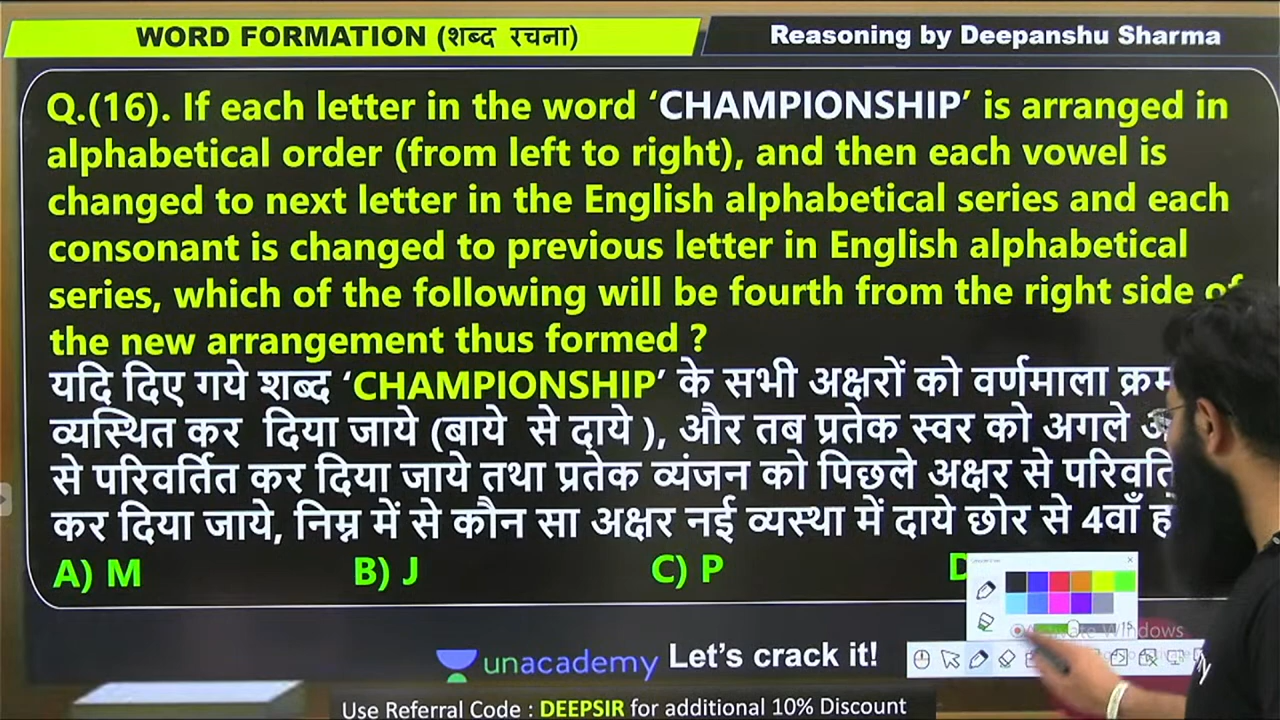 WORD FORMATION (शब्द रचना)
Reasoning by Deepanshu Sharma
Q.(16). If each letter in the word ‘CHAMPIONSHIP’ is arranged in
alphabetical order (from left to right), and then each vowel is
changed to next letter in the English alphabetical series and each
consonant is changed to previous letter in English alphabetical
series, which of the following will be fourth from the right side of
the new arrangement thus formed ?
यदि दिए गये शब्द ‘CHAMPIONSHIP’ के सभी अक्षरों को वर्णमाला क्रम
व्यस्थित कर दिया जाये (बाये से दाये ), और तब प्रतेक स्वर को अगले
से परिवर्तित कर दिया जाये तथा प्रतेक व्यंजन को पिछले अक्षर से
कर दिया जाये, निम्न में से कौन सा अक्षर नई व्यस्था में दाये छोर से 4वाँ
A) M B) J C) P D
unacademy Let’s crack it!
Use Referral Code : DEEPSIR for additional 10% Discount